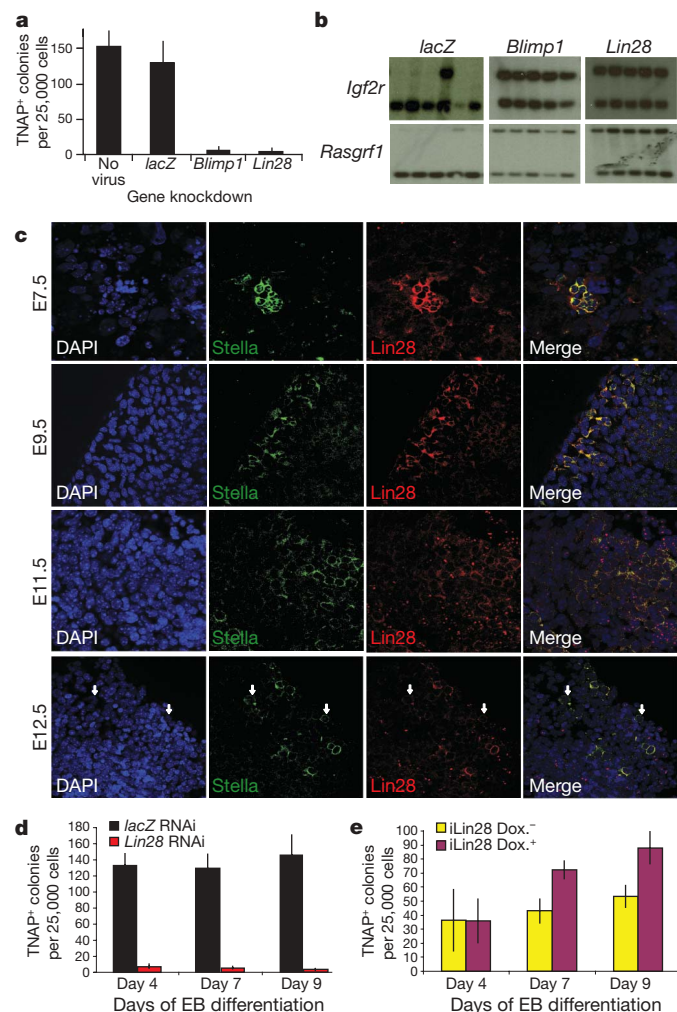 a
TNAP+ colonies
per 25,000 cells
150
100
50
0
No
virus
lacZ
Blimp1
Lin28
Gene knockdown
b
lacZ
Blimp1
Lin28
Igf2r
Rasgrf1
c
E7.5
DAPI
Stella
Lin28
Merge
E9.5
DAPI
Stella
Lin28
Merge
E11.5
DAPI
Stella
Lin28
Merge
E12.5
DAPI
Stella
Lin28
Merge
d
lacZ RNAi
Lin28 RNAi
TNAP+ colonies
per 25,000 cells
180
160
140
120
100
80
60
40
20
0
Day 4
Day 7
Day 9
Days of EB differentiation
e
iLin28 Dox.−
iLin28 Dox.+
TNAP+ colonies
per 25,000 cells
100
90
80
70
60
50
40
30
20
10
0
Day 4
Day 7
Day 9
Days of EB differentiation